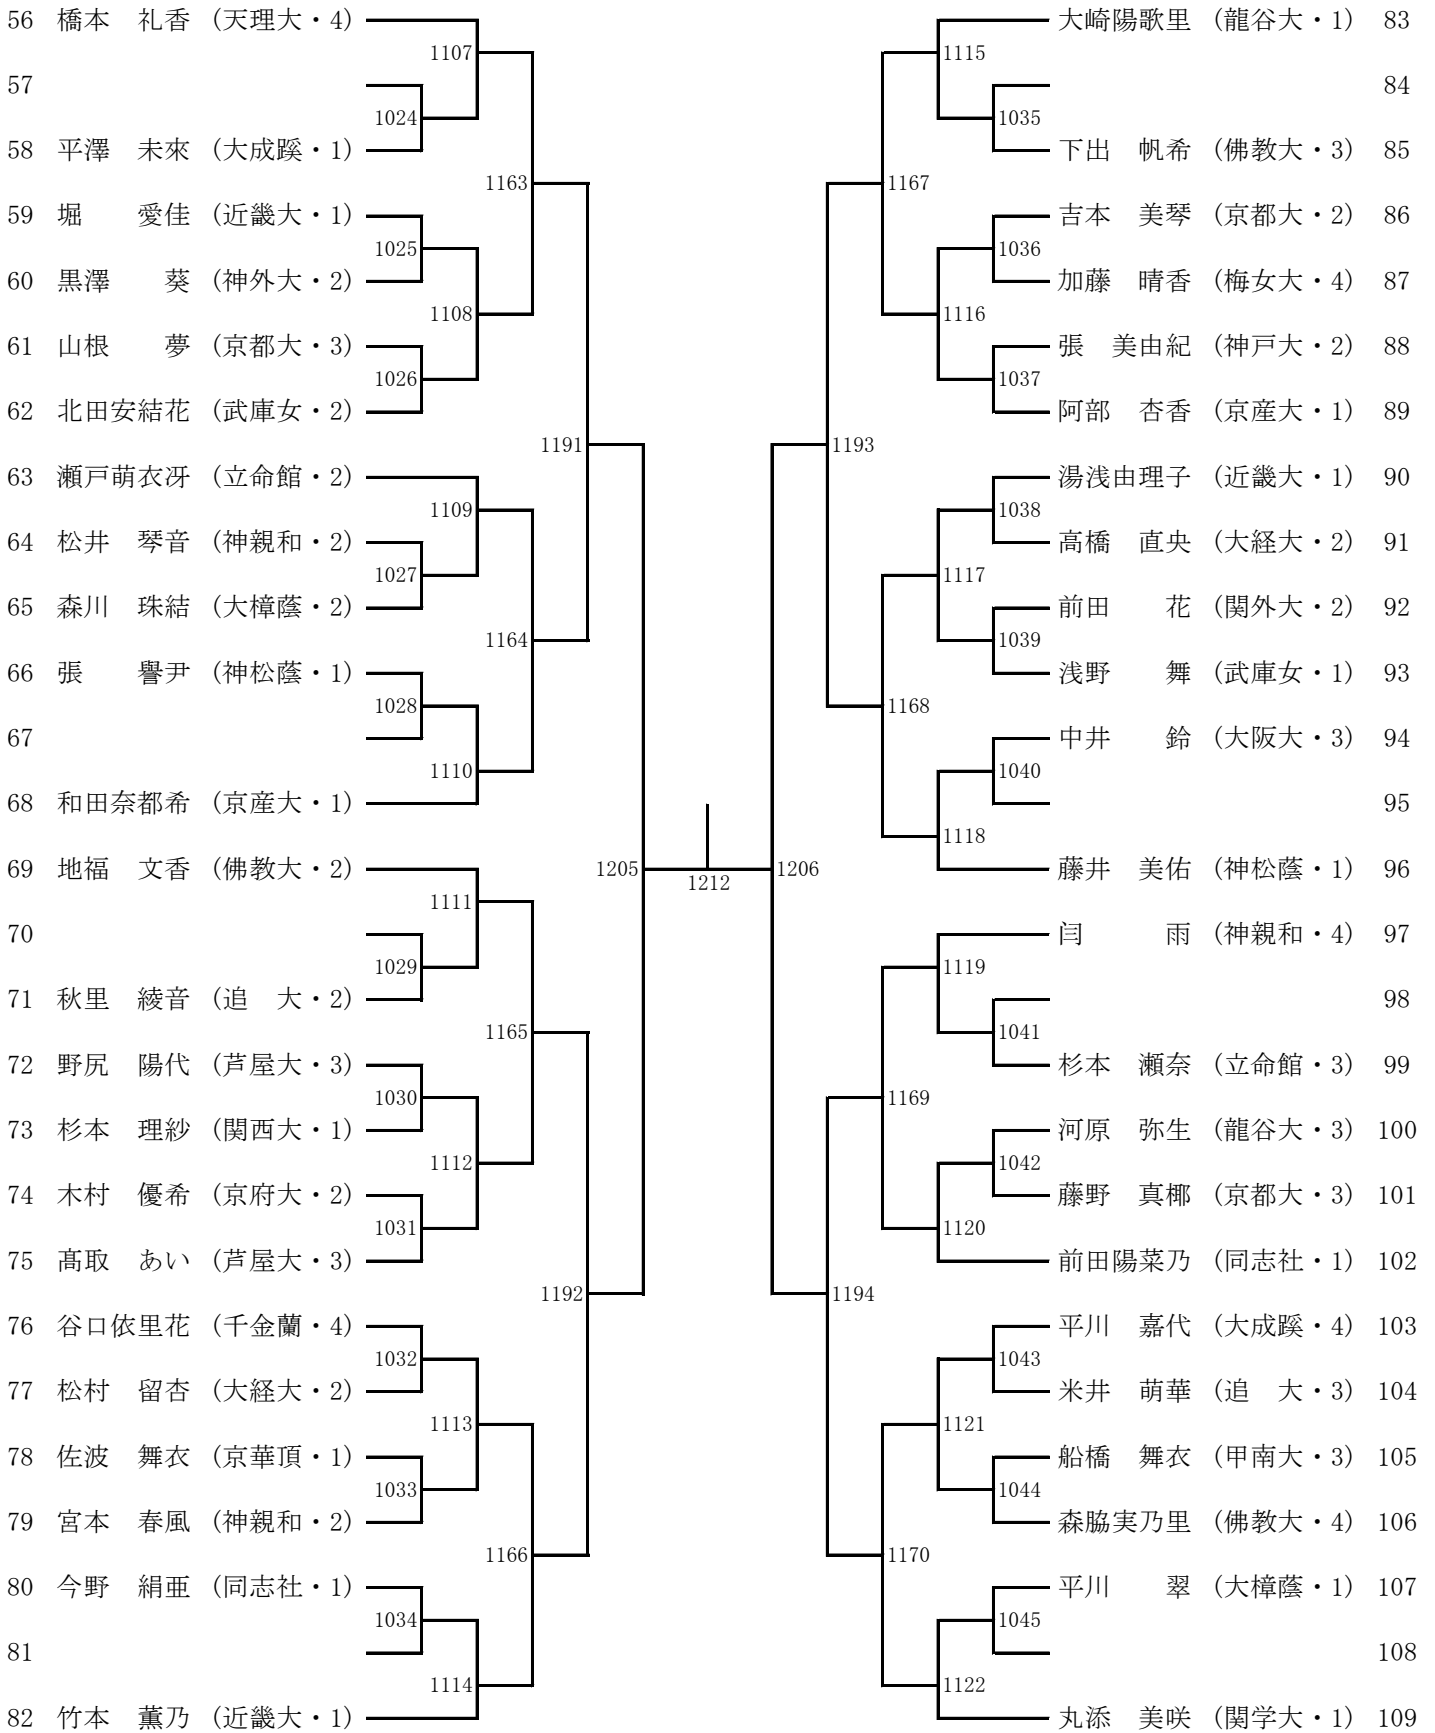 56 橋本　礼香 (天理大・4)
1107
57
1024
58 平澤　未來 (大成蹊・1)
1163
59 堀　　愛佳 (近畿大・1)
1025
60 黒澤　　葵 (神外大・2)
1108
61 山根　　夢 (京都大・3)
1026
62 北田安結花 (武庫女・2)
1191
63 瀬戸萌衣冴 (立命館・2)
1109
64 松井　琴音 (神親和・2)
1027
65 森川　珠結 (大樟蔭・2)
1164
66 張　　譽尹 (神松蔭・1)
1028
67
1110
68 和田奈都希 (京産大・1)
69 地福　文香 (佛教大・2)
1205
1111
70
1029
71 秋里　綾音 (追　大・2)
1165
72 野尻　陽代 (芦屋大・3)
1030
73 杉本　理紗 (関西大・1)
1112
74 木村　優希 (京府大・2)
1031
75 髙取　あい (芦屋大・3)
1192
76 谷口依里花 (千金蘭・4)
1032
77 松村　留杏 (大経大・2)
1113
78 佐波　舞衣 (京華頂・1)
1033
79 宮本　春風 (神親和・2)
1166
80 今野　絹亜 (同志社・1)
1034
81
1114
82 竹本　薫乃 (近畿大・1)
1212
大崎陽歌里 (龍谷大・1) 83
1115
84
1035
下出　帆希 (佛教大・3) 85
1167
吉本　美琴 (京都大・2) 86
1036
加藤　晴香 (梅女大・4) 87
1116
張　美由紀 (神戸大・2) 88
1037
阿部　杏香 (京産大・1) 89
1193
湯浅由理子 (近畿大・1) 90
1038
高橋　直央 (大経大・2) 91
1117
前田　　花 (関外大・2) 92
1039
浅野　　舞 (武庫女・1) 93
1168
中井　　鈴 (大阪大・3) 94
1040
95
1118
藤井　美佑 (神松蔭・1) 96
1206
閆　　　雨 (神親和・4) 97
1119
98
1041
杉本　瀬奈 (立命館・3) 99
1169
河原　弥生 (龍谷大・3) 100
1042
藤野　真椰 (京都大・3) 101
1120
前田陽菜乃 (同志社・1) 102
1194
平川　嘉代 (大成蹊・4) 103
1043
米井　萌華 (追　大・3) 104
1121
船橋　舞衣 (甲南大・3) 105
1044
森脇実乃里 (佛教大・4) 106
1170
平川　　翠 (大樟蔭・1) 107
1045
108
1122
丸添　美咲 (関学大・1) 109